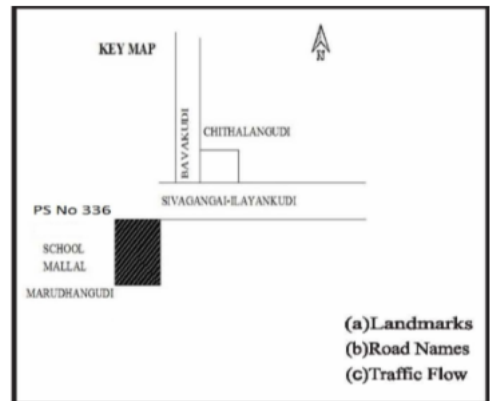 KEY MAP
N
BAVAKUDI
CHITHALANGUDI
SIVAGANGAI-ILAYANKUDI
PS No 336
SCHOOL
MALLAL
MARUDHANGUDI
(a)Landmarks
(b)Road Names
(c)Traffic Flow